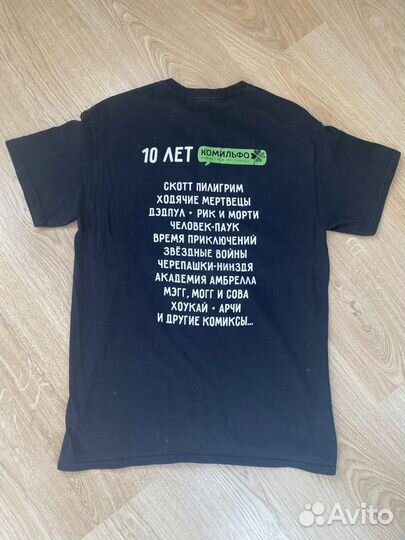 10 ЛЕТ КОМИЛЬФО
СКОТТ ПИЛИГРИМ
ХОДЯЧИЕ МЕРТВЕЦЫ
ДЭДПУЛ • РИК И МОРТИ
ЧЕЛОВЕК-ПАУК
ВРЕМЯ ПРИКЛЮЧЕНИЙ
ЗВЁЗДНЫЕ ВОЙНЫ
ЧЕРЕПАШКИ-НИНДЗЯ
АКАДЕМИЯ АМБРЕЛЛА
МЭГГ, МОГГ И СОВА
ХОУКАЙ • АРЧИ
И ДРУГИЕ КОМИКСЫ...
Avito